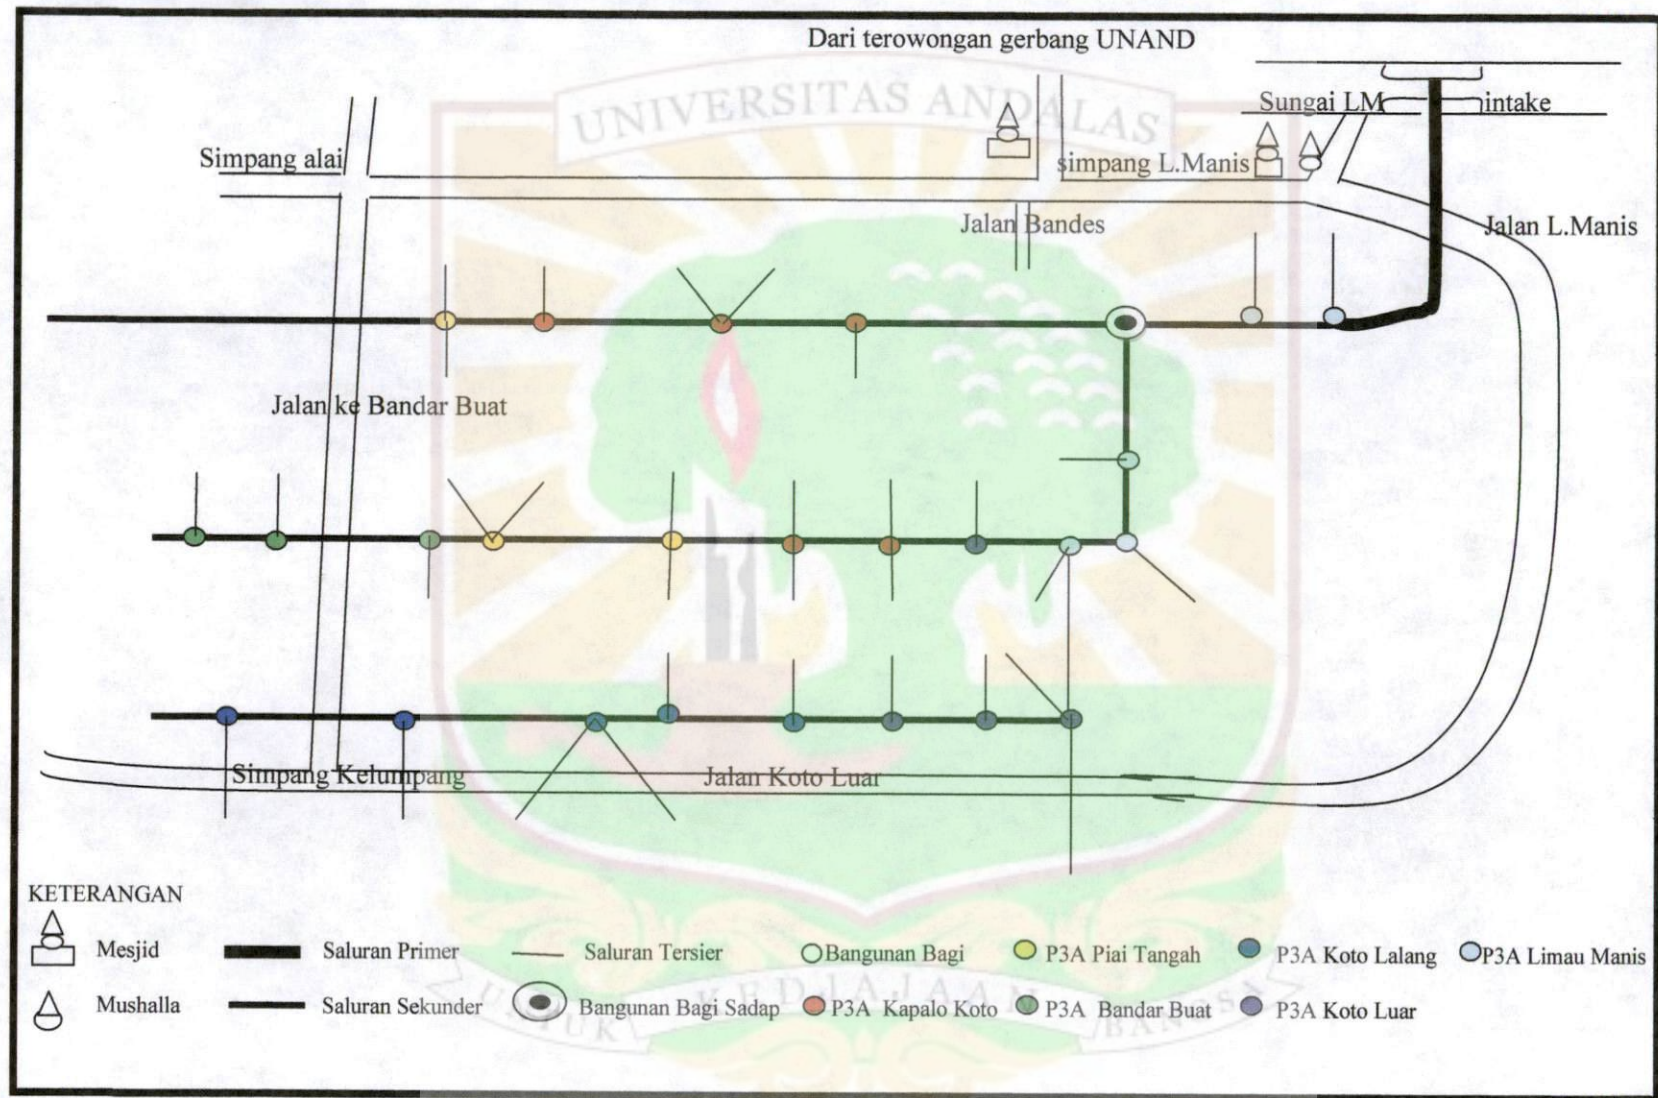 Dari terowongan gerbang UNAND
UNIVERSITAS ANDALAS
Sungai LM
intake
Simpang alai
simpang L.Manis
Jalan Bandes
Jalan L.Manis
Jalan ke Bandar Buat
Simpang Kelumpang
Jalan Koto Luar
KETERANGAN
Mesjid
Saluran Primer
Saluran Tersier
Bangunan Bagi
P3A Piai Tangah
P3A Koto Lalang
P3A Limau Manis
Mushalla
Saluran Sekunder
Bangunan Bagi Sadap
P3A Kapalo Koto
P3A Bandar Buat
P3A Koto Luar
UNTUK KEDJAJAAN BANGSA